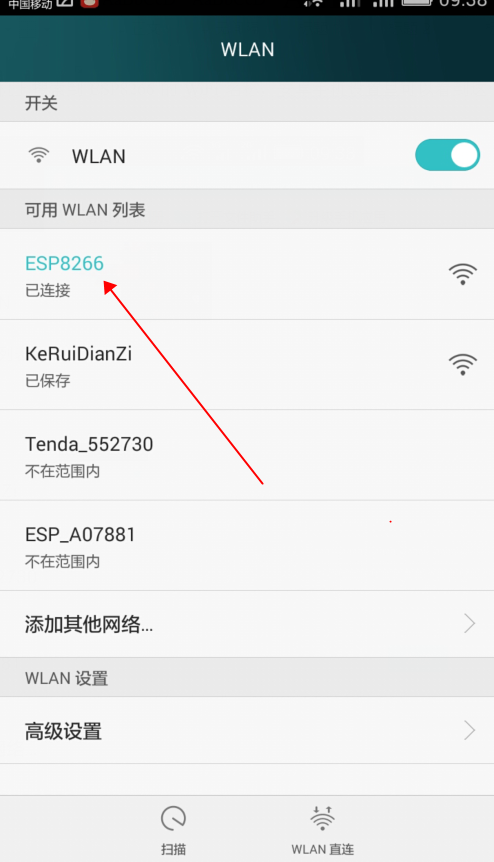 中国移动
09:38
WLAN
开关
WLAN
可用 WLAN 列表
ESP8266
已连接
KeRuiDianZi
已保存
Tenda_552730
不在范围内
ESP_A07881
不在范围内
添加其他网络...
WLAN 设置
高级设置
扫描
WLAN 直连